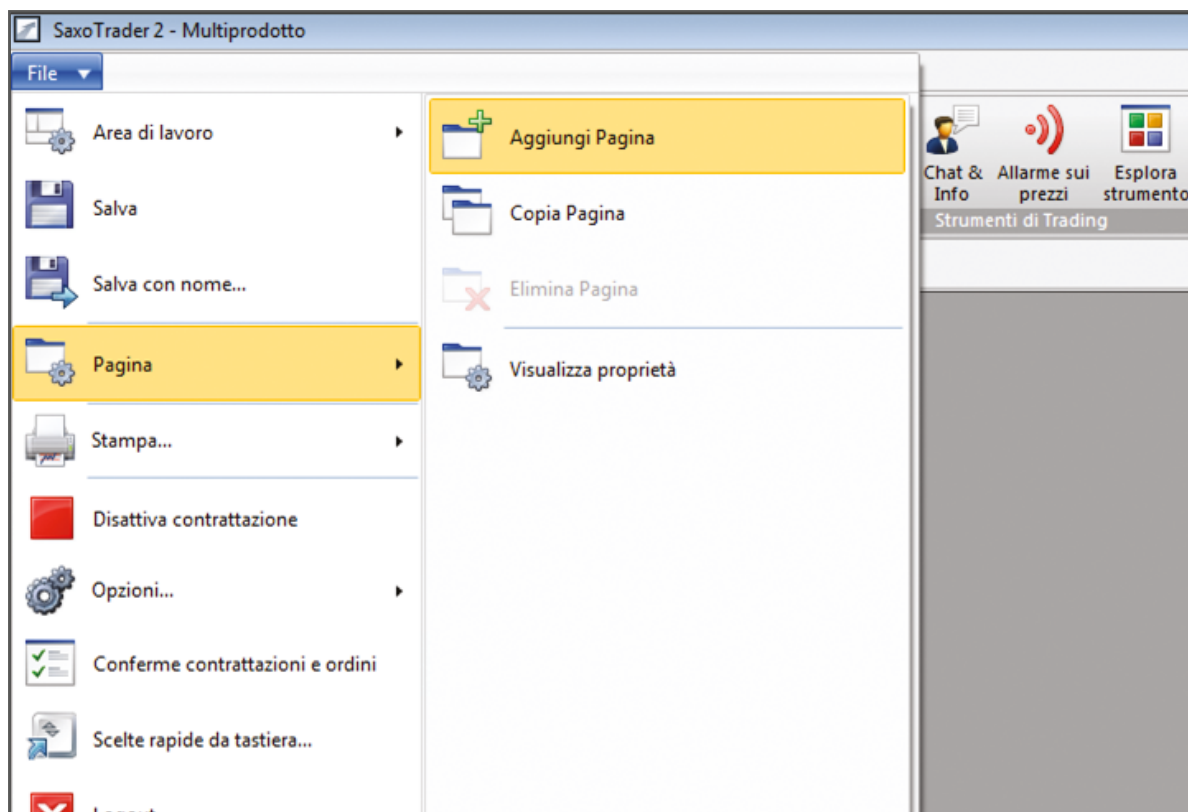 SaxoTrader 2 - Multiprodotto
File
Area di lavoro
Salva
Salva con nome...
Pagina
Stampa...
Disattiva contrattazione
Opzioni...
Conferme contrattazioni e ordini
Scelte rapide da tastiera...
Aggiungi Pagina
Copia Pagina
Elimina Pagina
Visualizza proprietà
Chat &
Info
Allarme sui
prezzi
Esplora
strumento
Strumenti di Trading